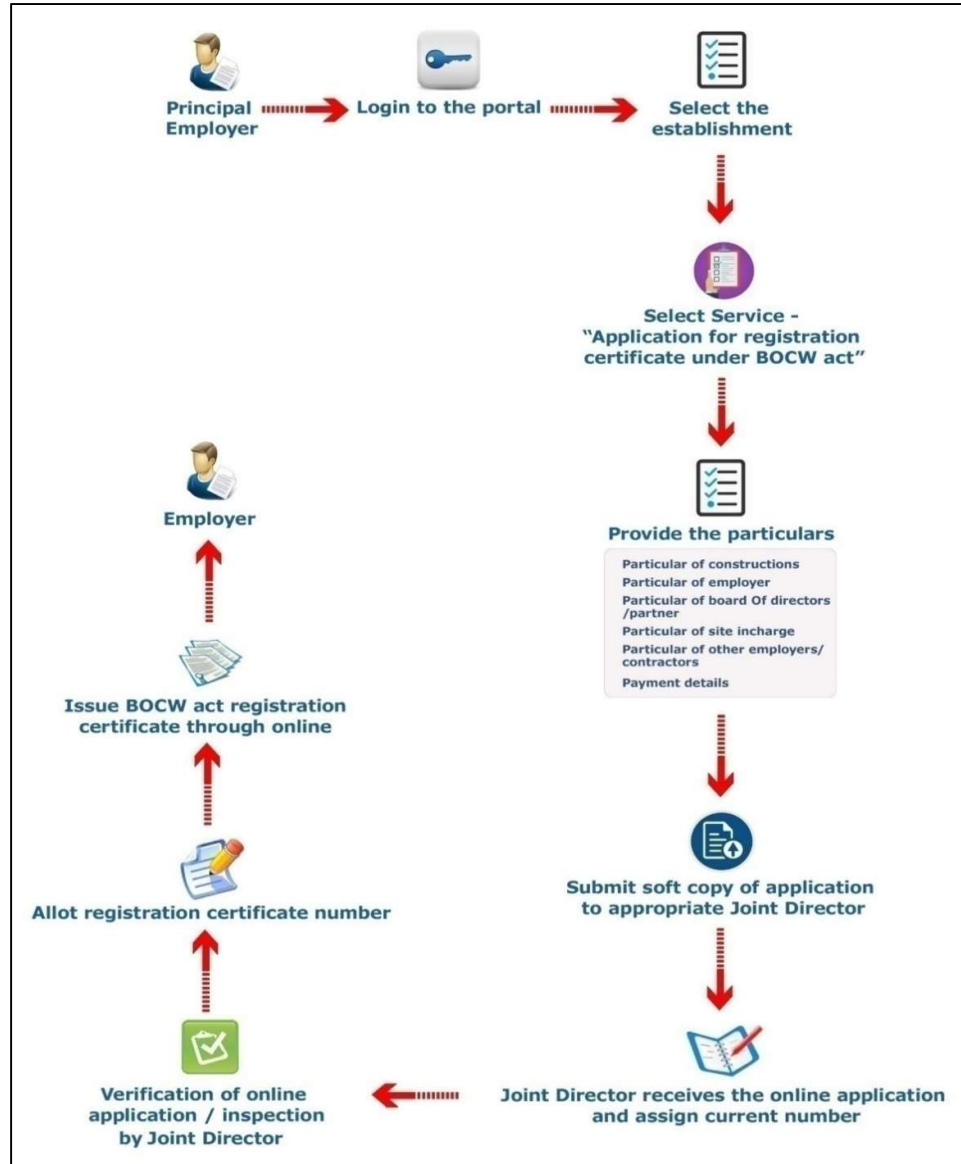 Principal
Employer
Login to the portal
Select the
establishment
Select Service -
“Application for registration
certificate under BOCW act”
Provide the particulars
Particular of constructions
Particular of employer
Particular of board Of directors
/partner
Particular of site incharge
Particular of other employers/
contractors
Payment details
Submit soft copy of application
to appropriate Joint Director
Joint Director receives the online application
and assign current number
Verification of online
application / inspection
by Joint Director
Allot registration certificate number
Issue BOCW act registration
certificate through online
Employer